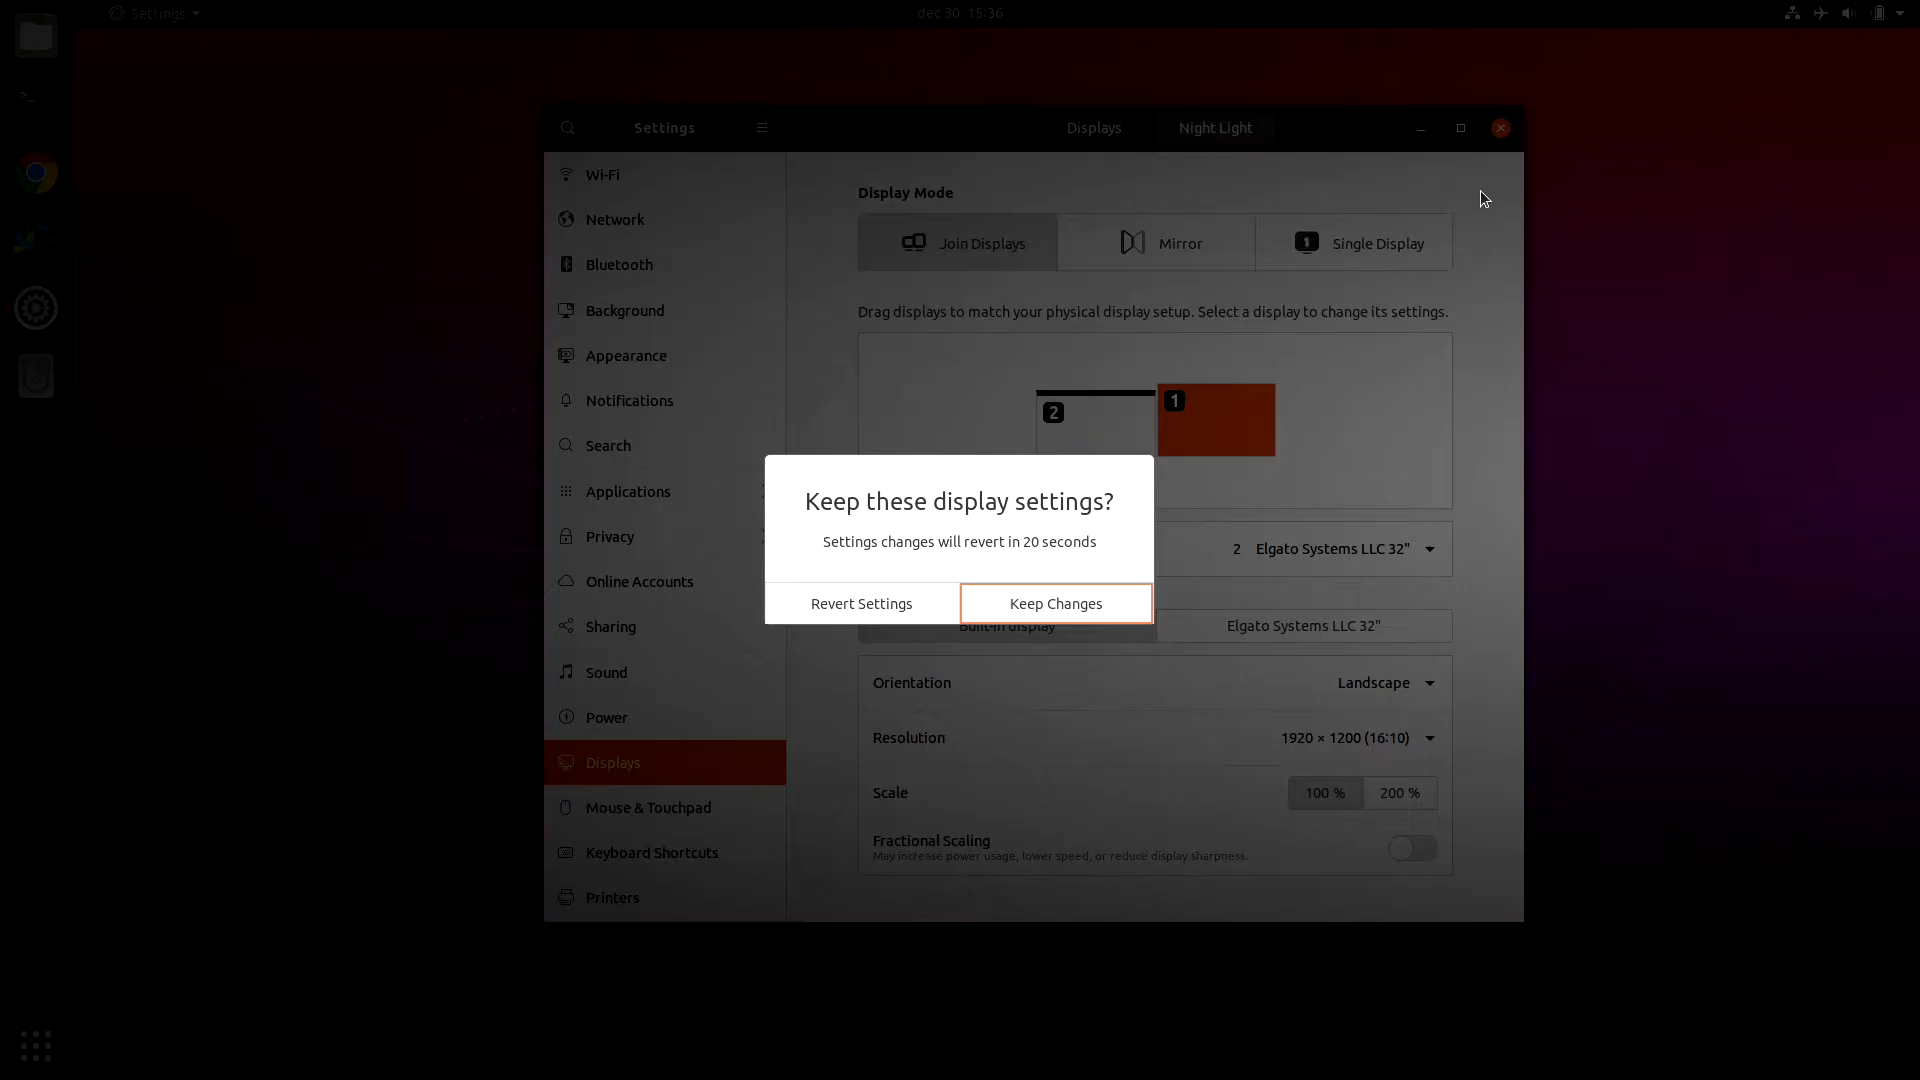 Settings
dec 30 15:36
Settings
Displays
Night Light
Wi-Fi
Network
Bluetooth
Background
Appearance
Notifications
Search
Applications
Privacy
Online Accounts
Sharing
Sound
Power
Displays
Mouse & Touchpad
Keyboard Shortcuts
Printers
Display Mode
Join Displays
1
Mirror
Single Display
Drag displays to match your physical display setup. Select a display to change its settings.
2
1
Keep these display settings?
Settings changes will revert in 20 seconds
Revert Settings
Keep Changes
2 Elgato Systems LLC 32"
Built-in display
Elgato Systems LLC 32"
Orientation
Landscape
Resolution
1920 × 1200 (16:10)
Scale
100 %
200 %
Fractional Scaling
May increase power usage, lower speed, or reduce display sharpness.